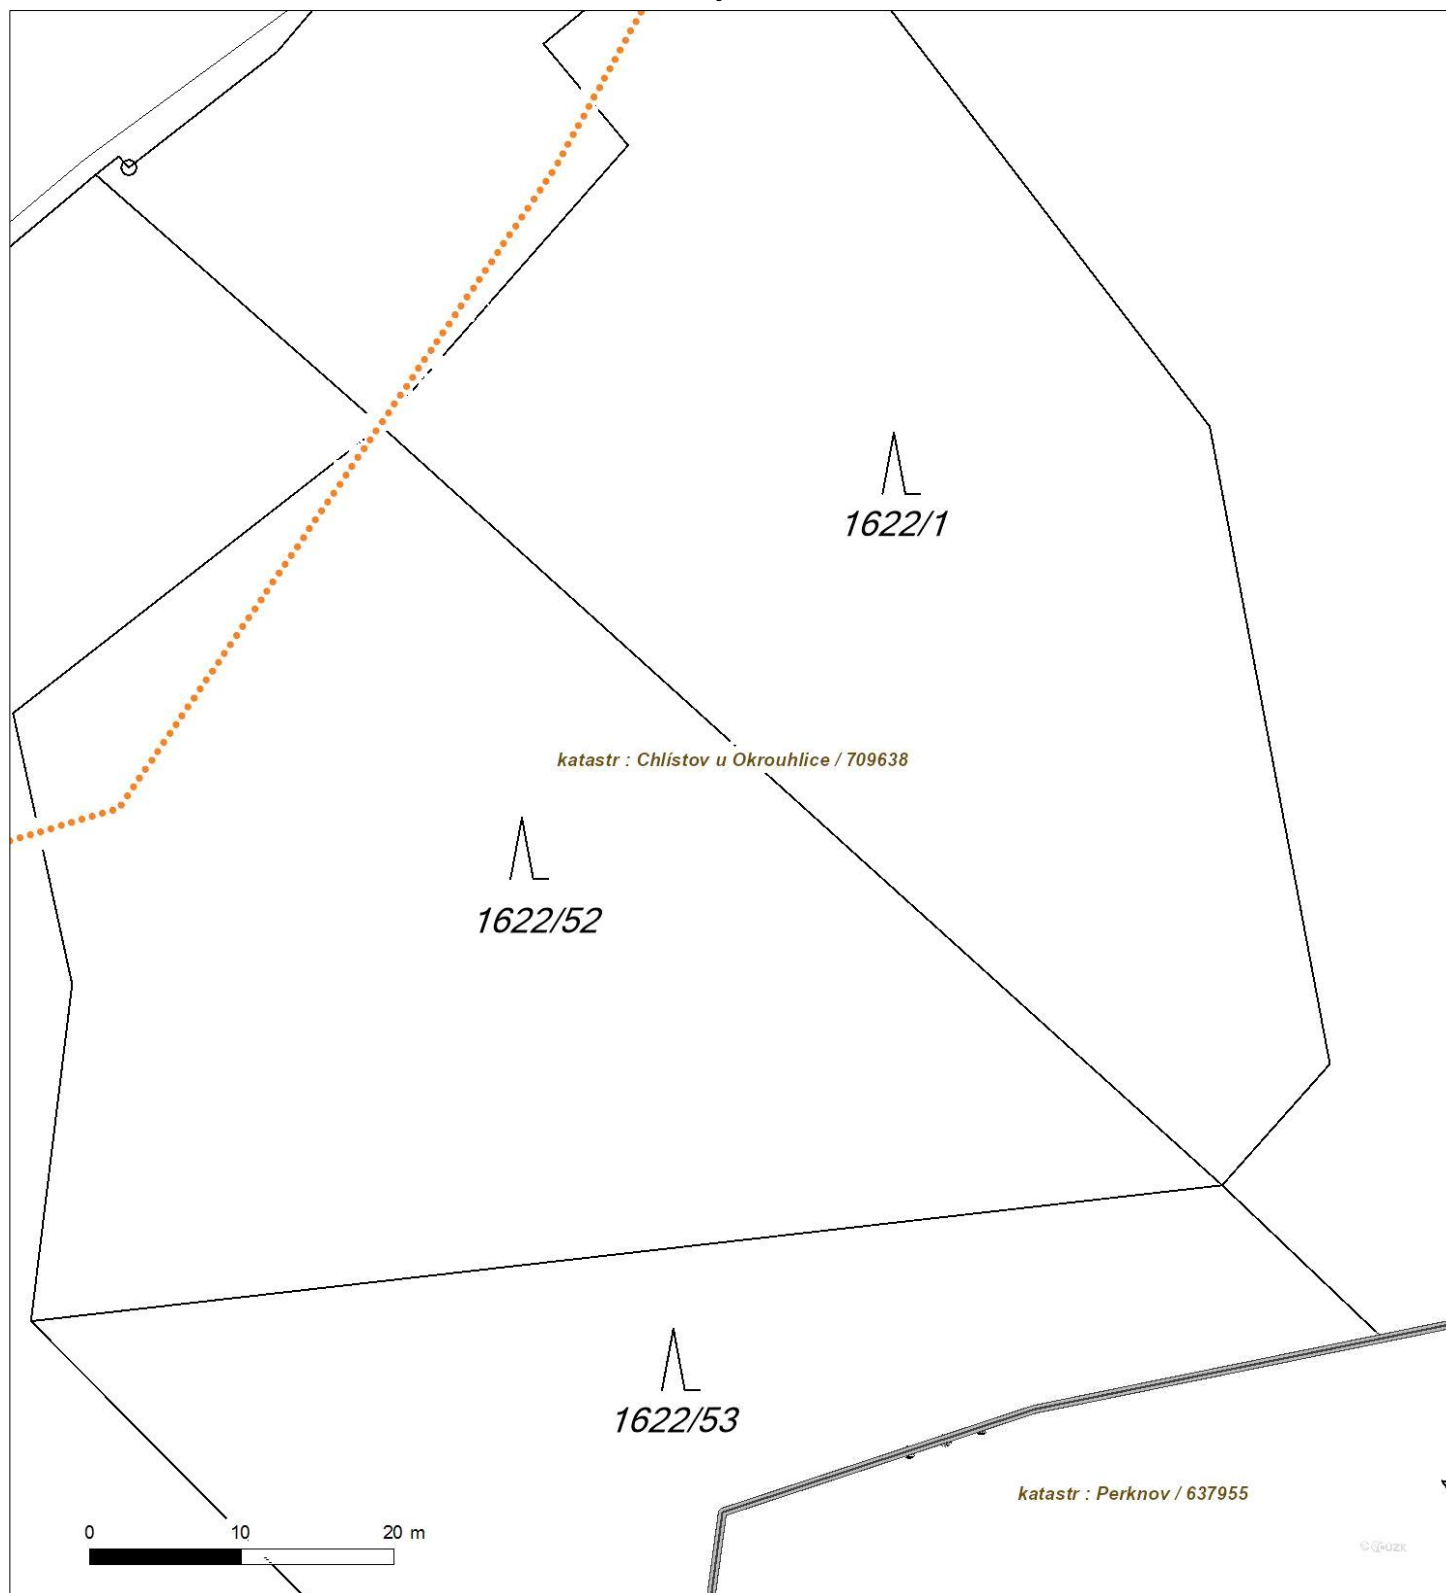 1622/1
katastr : Chlístov u Okrouhlice / 709638
1622/52
1622/53
katastr : Perknov / 637955
0 10 20 m